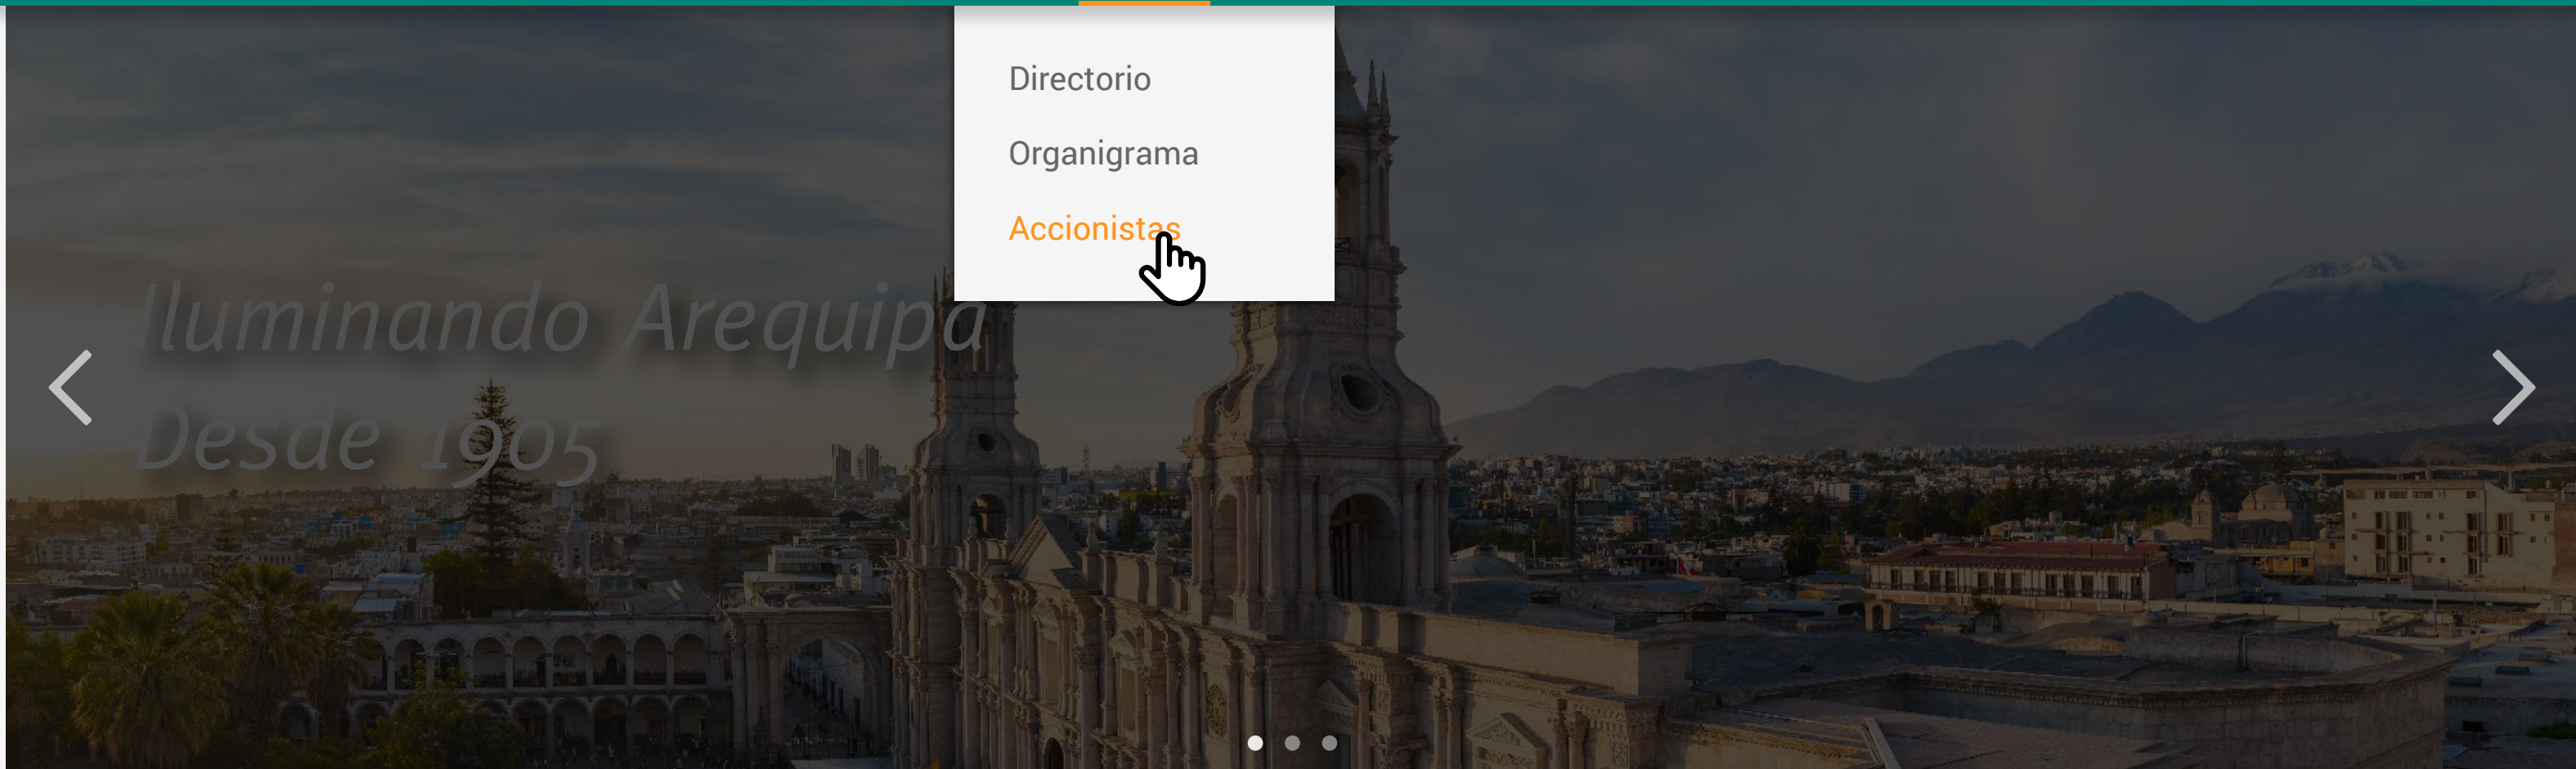 Directorio
Organigrama
Accionistas
Iluminando Arequipa
Desde 1905